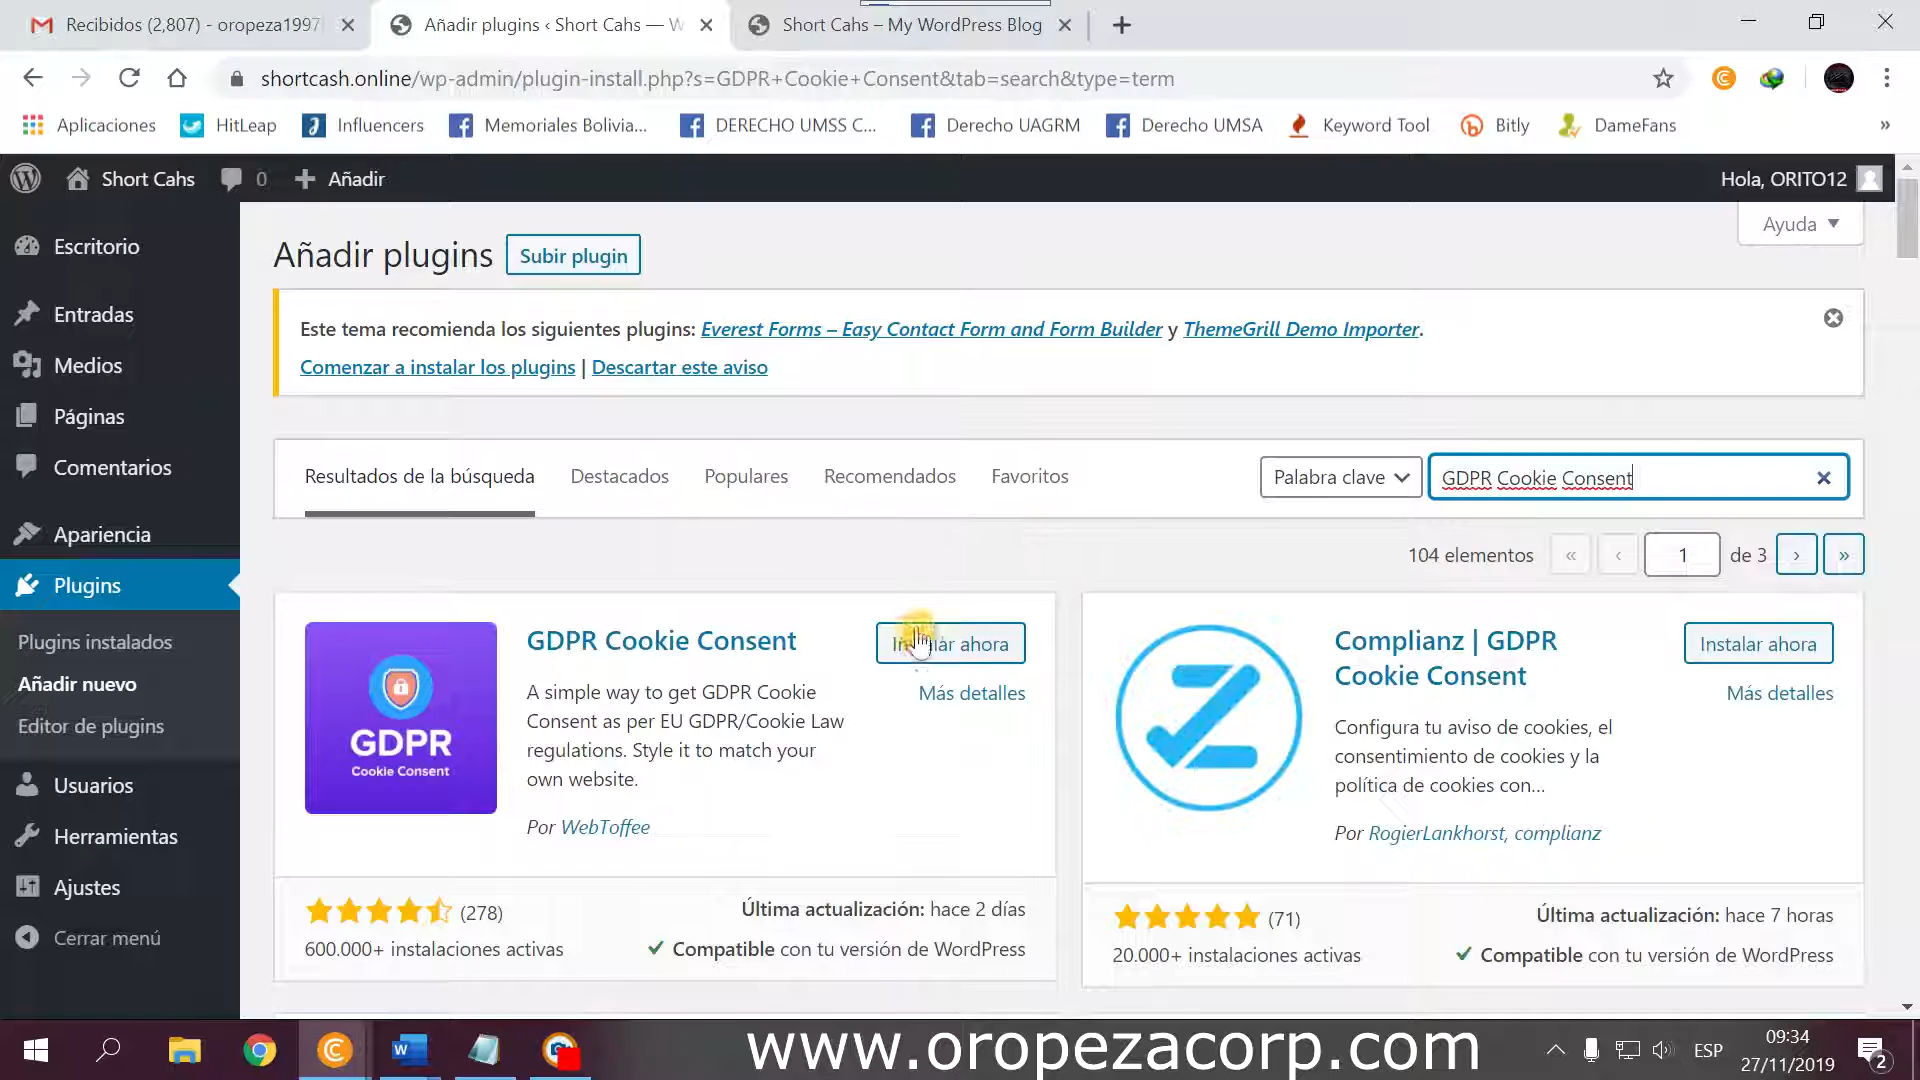 Recibidos (2,807) - oropeza1997
Añadir plugins ‹ Short Cahs — W
Short Cahs – My WordPress Blog
shortcash.online/wp-admin/plugin-install.php?s=GDPR+Cookie+Consent&tab=search&type=term
Aplicaciones
HitLeap
Influencers
Memoriales Bolivia...
DERECHO UMSS C...
Derecho UAGRM
Derecho UMSA
Keyword Tool
Bitly
DameFans
»
Short Cahs
0
Añadir
Hola, ORITO12
Ayuda
Escritorio
Entradas
Medios
Páginas
Comentarios
Apariencia
Plugins
Plugins instalados
Añadir nuevo
Editor de plugins
Usuarios
Herramientas
Ajustes
Cerrar menú
Añadir plugins
Subir plugin
Este tema recomienda los siguientes plugins: Everest Forms – Easy Contact Form and Form Builder y ThemeGrill Demo Importer.
Comenzar a instalar los plugins | Descartar este aviso
Resultados de la búsqueda
Destacados
Populares
Recomendados
Favoritos
Palabra clave
GDPR Cookie Consent
104 elementos
«
‹
1
de 3
›
»
GDPR
Cookie Consent
GDPR Cookie Consent
ahora
Más detalles
A simple way to get GDPR Cookie
Consent as per EU GDPR/Cookie Law
regulations. Style it to match your
own website.
Por WebToffee
(278)
600.000+ instalaciones activas
Última actualización: hace 2 días
Compatible con tu versión de WordPress
Complianz | GDPR
Cookie Consent
Instalar ahora
Más detalles
Configura tu aviso de cookies, el
consentimiento de cookies y la
política de cookies con...
Por RogierLankhorst, complianz
(71)
20.000+ instalaciones activas
Última actualización: hace 7 horas
Compatible con tu versión de WordPress
www.oropezacorp.com
ESP
09:34
27/11/2019
2